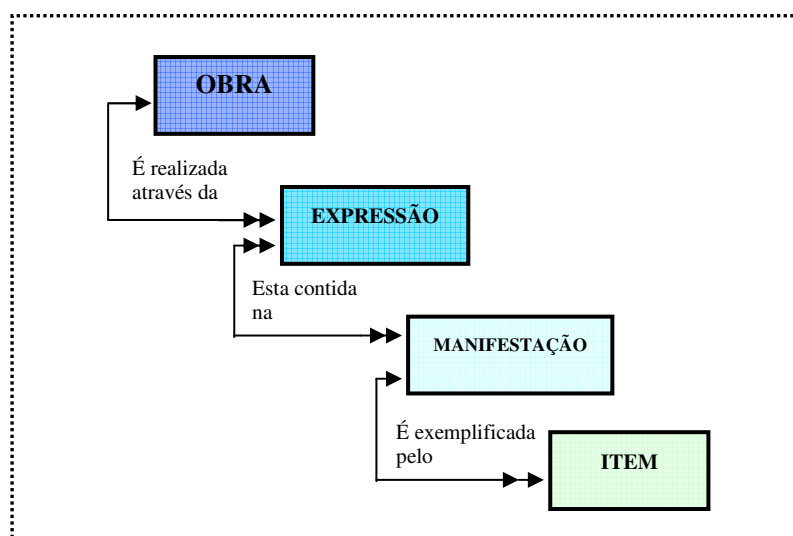 OBRA
É realizada
através da
EXPRESSÃO
Esta contida
na
MANIFESTAÇÃO
É exemplificada
pelo
ITEM